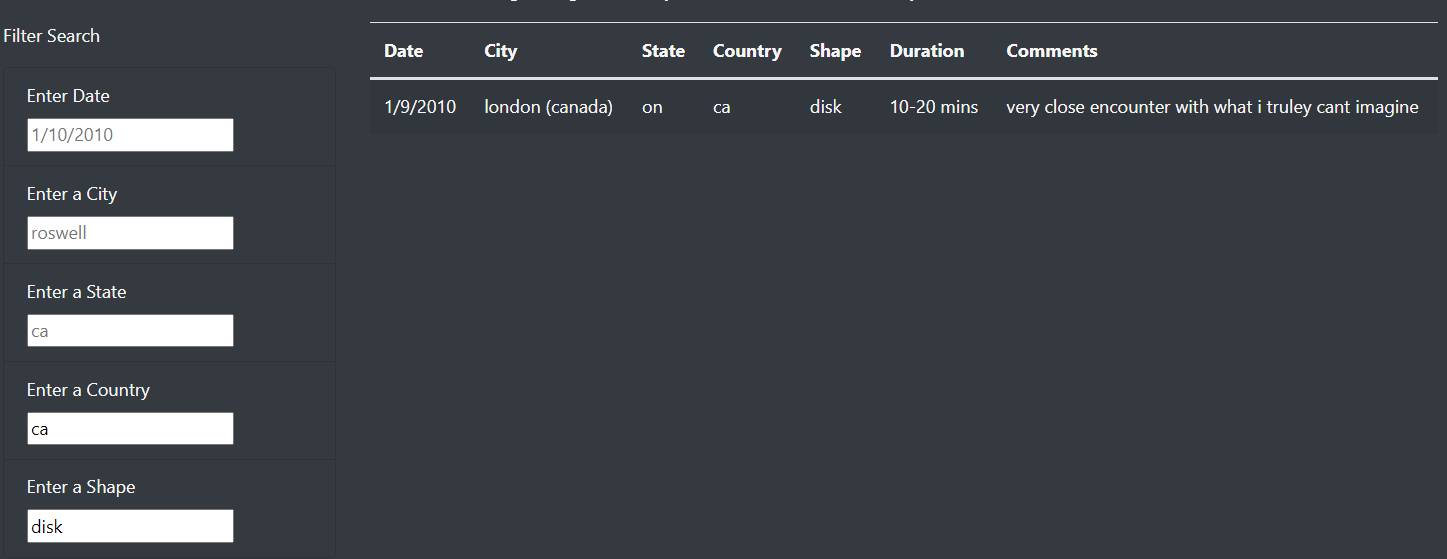 Filter Search
Enter Date
1/10/2010
Enter a City
roswell
Enter a State
ca
Enter a Country
ca
Enter a Shape
disk
Date City State Country Shape Duration Comments
1/9/2010 london (canada) on ca disk 10-20 mins very close encounter with what i truley cant imagine